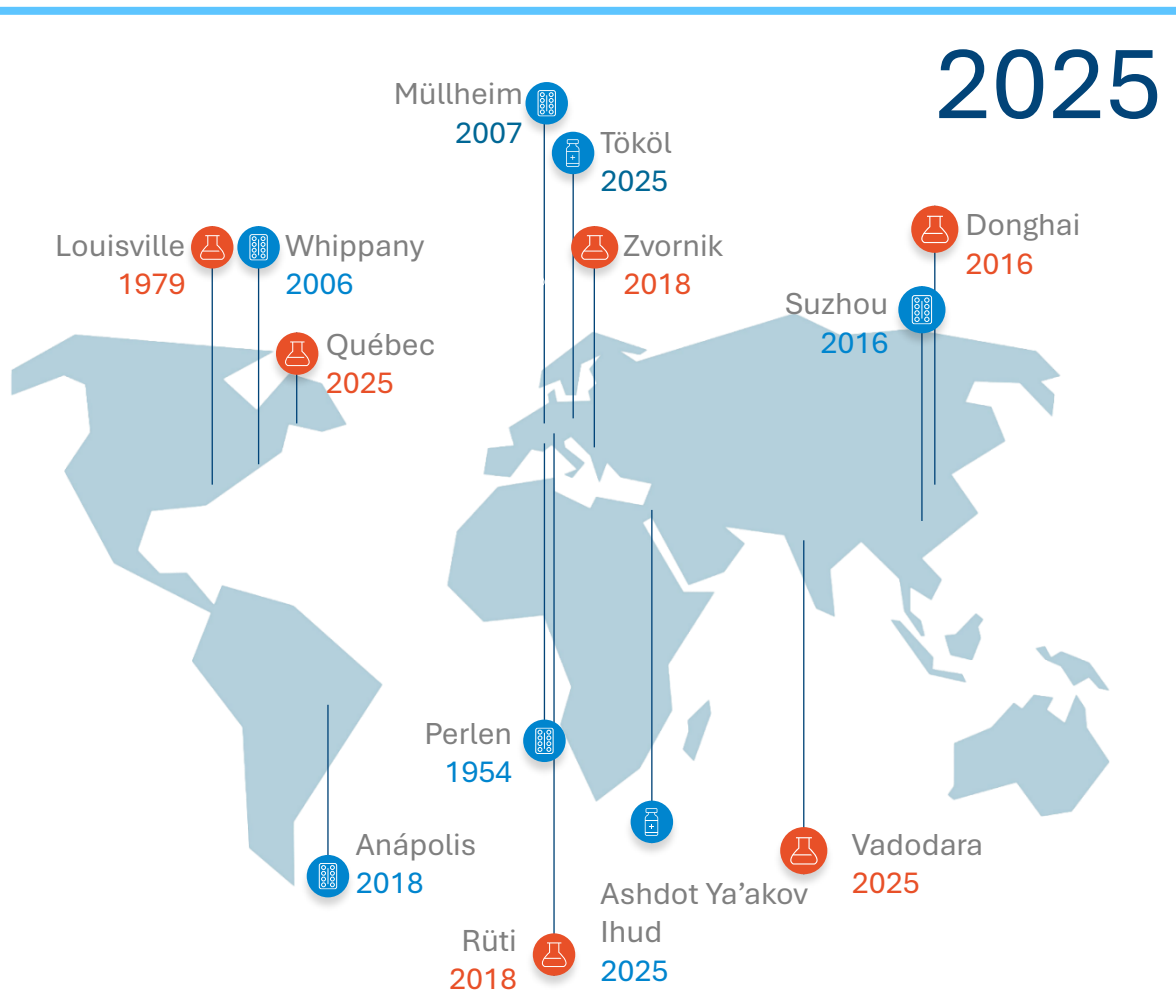 2025
Müllheim
2007
Tököl
2025
Louisville
1979
Whippany
2006
Zvornik
2018
Donghai
2016
Suzhou
2016
Québec
2025
Perlen
1954
Anápolis
2018
Vadodara
2025
Ashdot Ya’akov
Ihud
2025
Rüti
2018